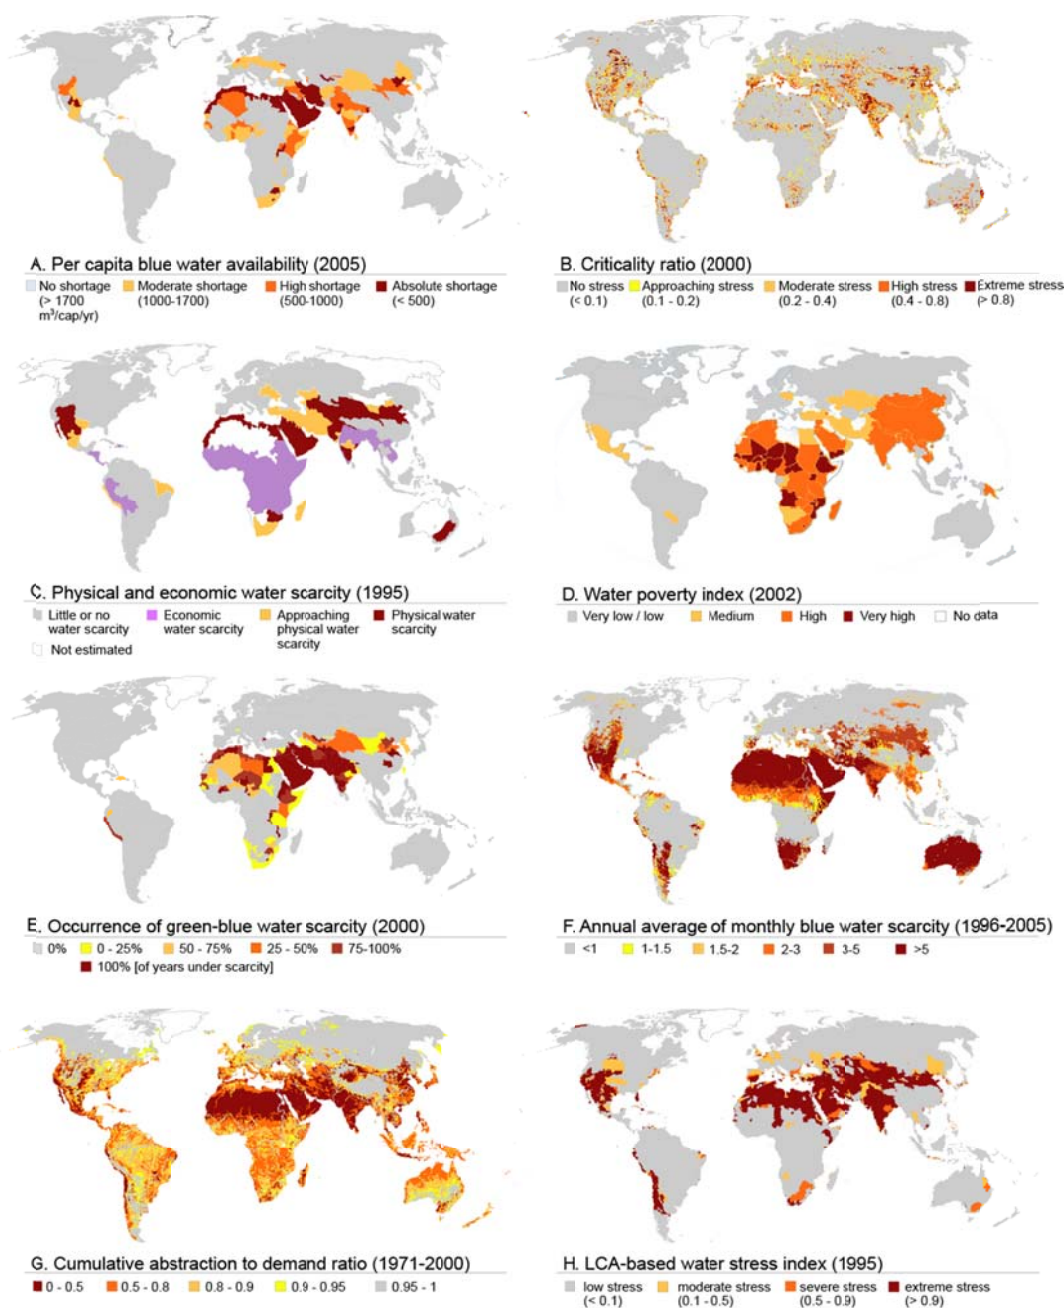 A. Per capita blue water availability (2005)
No shortage Moderate shortage High shortage Absolute shortage
(> 1700 (1000-1700) (500-1000) (< 500)
m³/cap/yr)
B. Criticality ratio (2000)
No stress Approaching stress Moderate stress High stress Extreme stress
(< 0.1) (0.1 - 0.2) (0.2 - 0.4) (0.4 - 0.8) (> 0.8)
C. Physical and economic water scarcity (1995)
Little or no Economic Approaching Physical water
water scarcity water scarcity physical water scarcity
scarcity
Not estimated
D. Water poverty index (2002)
Very low / low Medium High Very high No data
E. Occurrence of green-blue water scarcity (2000)
0% 0 - 25% 50 - 75% 25 - 50% 75-100%
100% [of years under scarcity]
F. Annual average of monthly blue water scarcity (1996-2005)
<1 1-1.5 1.5-2 2-3 3-5 >5
G. Cumulative abstraction to demand ratio (1971-2000)
0 - 0.5 0.5 - 0.8 0.8 - 0.9 0.9 - 0.95 0.95 - 1
H. LCA-based water stress index (1995)
low stress moderate stress severe stress extreme stress
(< 0.1) (0.1 - 0.5) (0.5 - 0.9) (> 0.9)